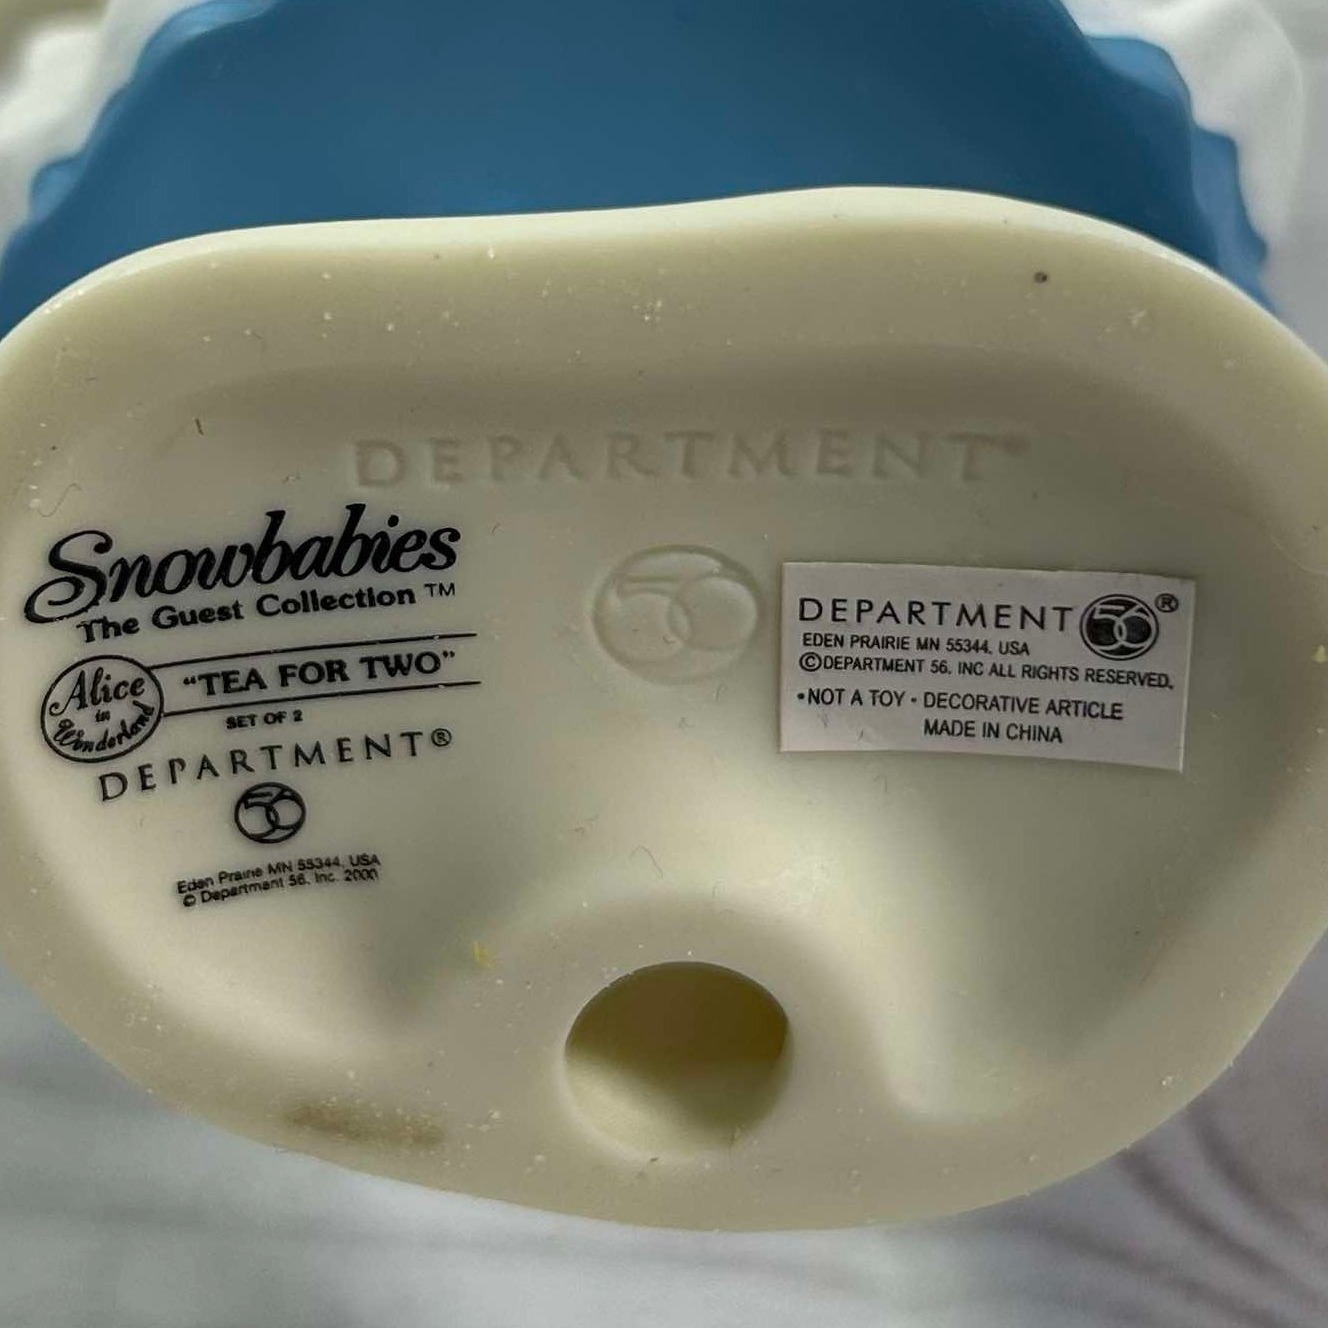 DEPARTMENT®
56
Snowbabies
The Guest Collection ™
Alice
in
Wonderland
"TEA FOR TWO"
SET OF 2
DEPARTMENT®
56
Eden Prairie MN 55344, USA
© Department 56, Inc. 2000
DEPARTMENT 56®
EDEN PRAIRIE MN 55344, USA
©DEPARTMENT 56, INC ALL RIGHTS RESERVED.
•NOT A TOY • DECORATIVE ARTICLE
MADE IN CHINA